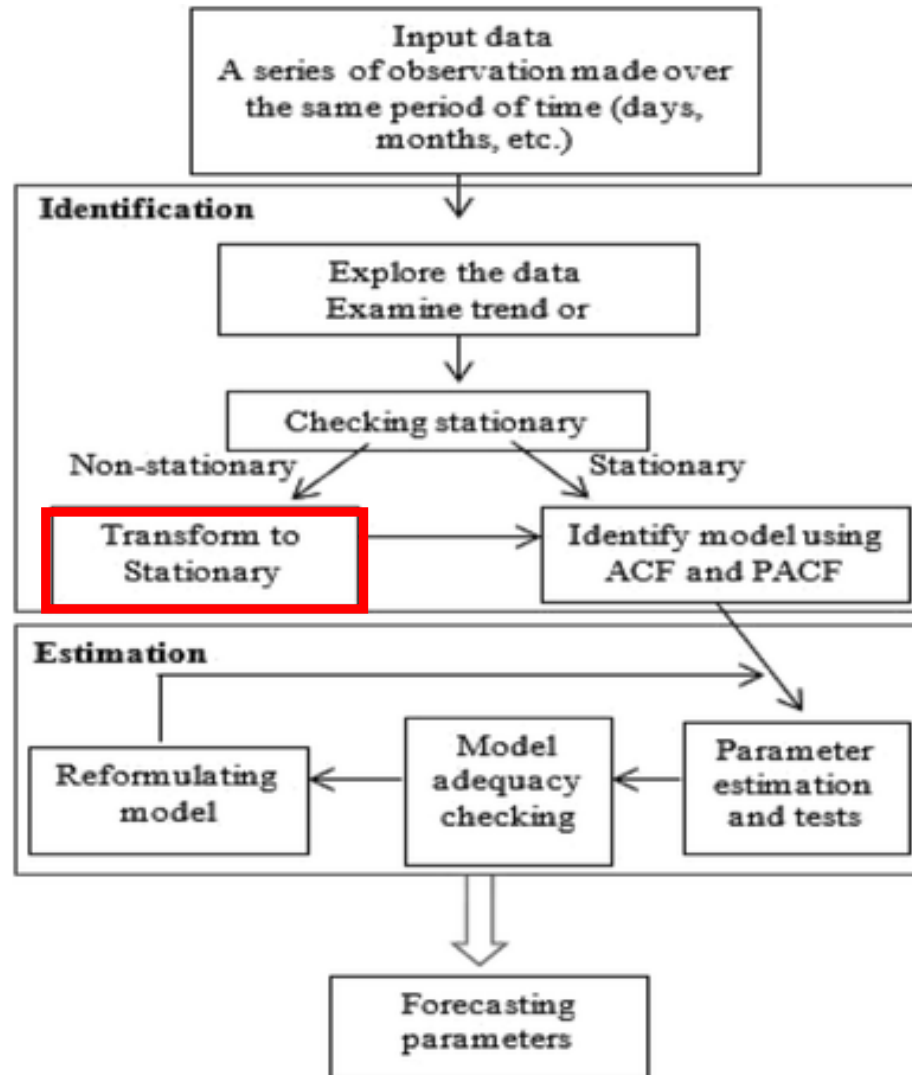 Input data
A series of observation made over
the same period of time (days,
months, etc.)
Identification
Explore the data
Examine trend or
Checking stationary
Non-stationary
Stationary
Transform to
Stationary
Identify model using
ACF and PACF
Estimation
Reformulating
model
Model
adequacy
checking
Parameter
estimation
and tests
Forecasting
parameters